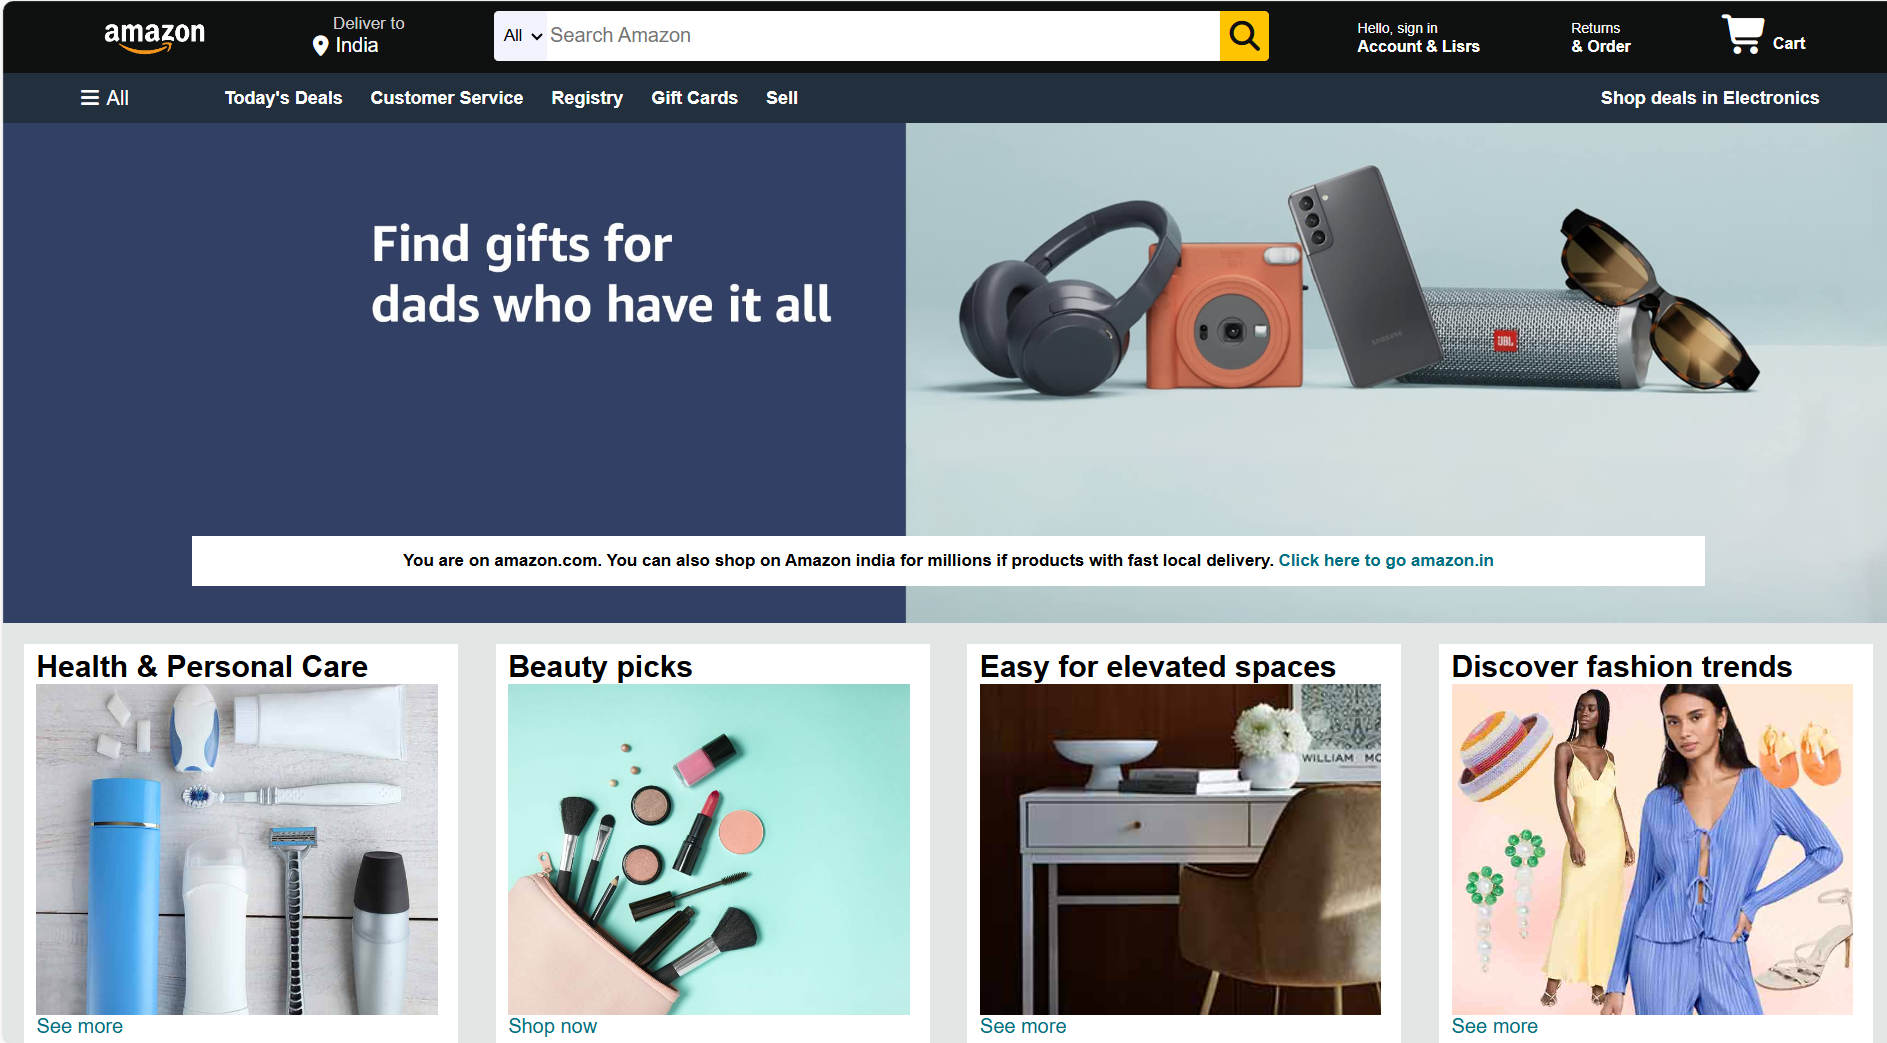 amazon
Deliver to
India
All
Search Amazon
Hello, sign in
Account & Lisrs
Returns
& Order
Cart
All
Today's Deals
Customer Service
Registry
Gift Cards
Sell
Shop deals in Electronics
Find gifts for
dads who have it all
SAMSUNG
JBL
You are on amazon.com. You can also shop on Amazon india for millions if products with fast local delivery. Click here to go amazon.in
Health & Personal Care
Beauty picks
Easy for elevated spaces
Discover fashion trends
WILLIAM MO
See more
Shop now
See more
See more